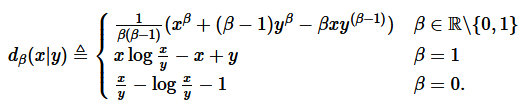 1/β(β−1) (x^β + (β − 1)y^β − βxy^(β−1)) β ∈ ℝ\{0, 1}
d_β(x|y) ≜ { x log x/y − x + y β = 1
x/y − log x/y − 1 β = 0.